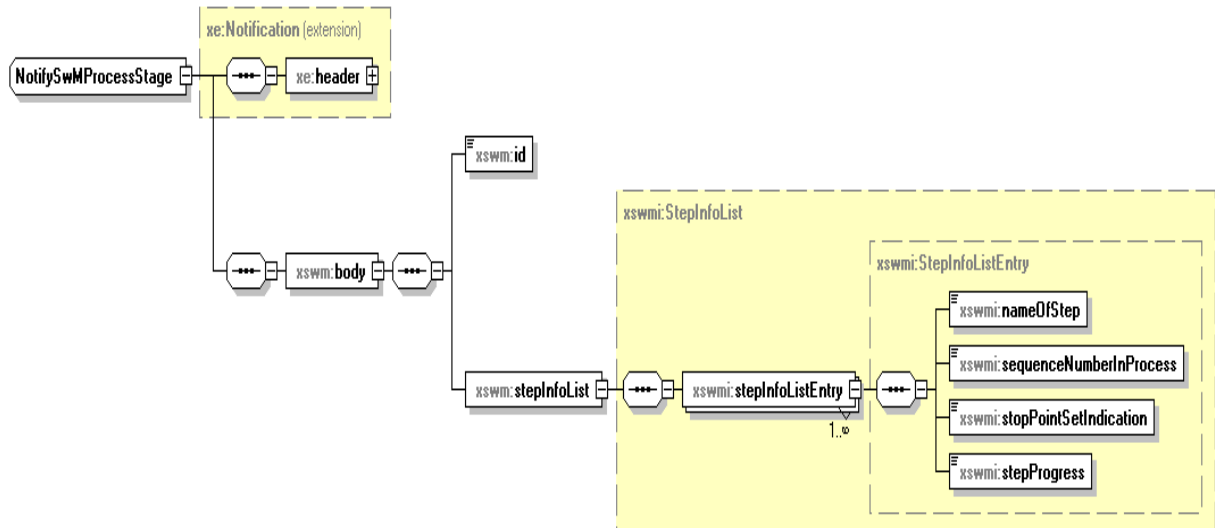 xe:Notification (extension)
NotifySwMProcessStage
xe:header
xswm:id
xswmi:StepInfoList
xswmi:StepInfoListEntry
xswm:body
xswmi:nameOfStep
xswmi:sequenceNumberInProcess
xswm:stepInfoList
xswmi:stepInfoListEntry
1..∞
xswmi:stopPointSetIndication
xswmi:stepProgress